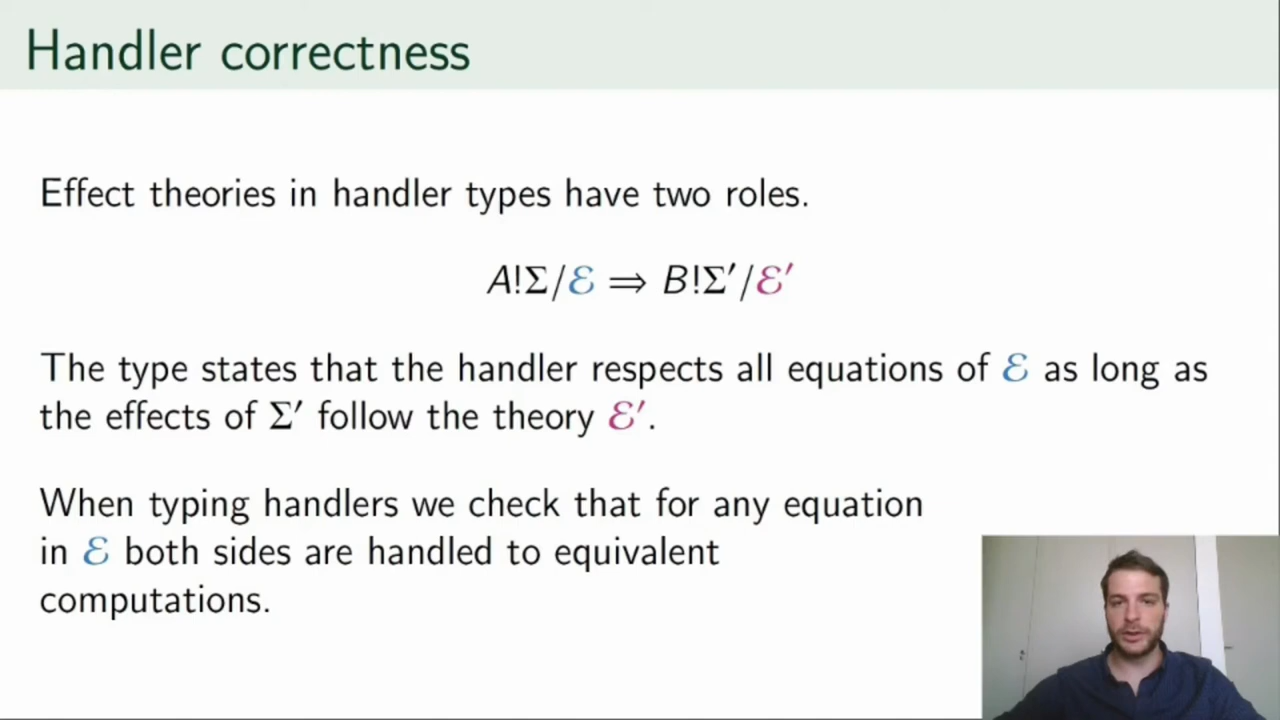 Handler correctness
Effect theories in handler types have two roles.
A!Σ/ℰ ⇒ B!Σ′/ℰ′
The type states that the handler respects all equations of ℰ as long as
the effects of Σ′ follow the theory ℰ′.
When typing handlers we check that for any equation
in ℰ both sides are handled to equivalent
computations.